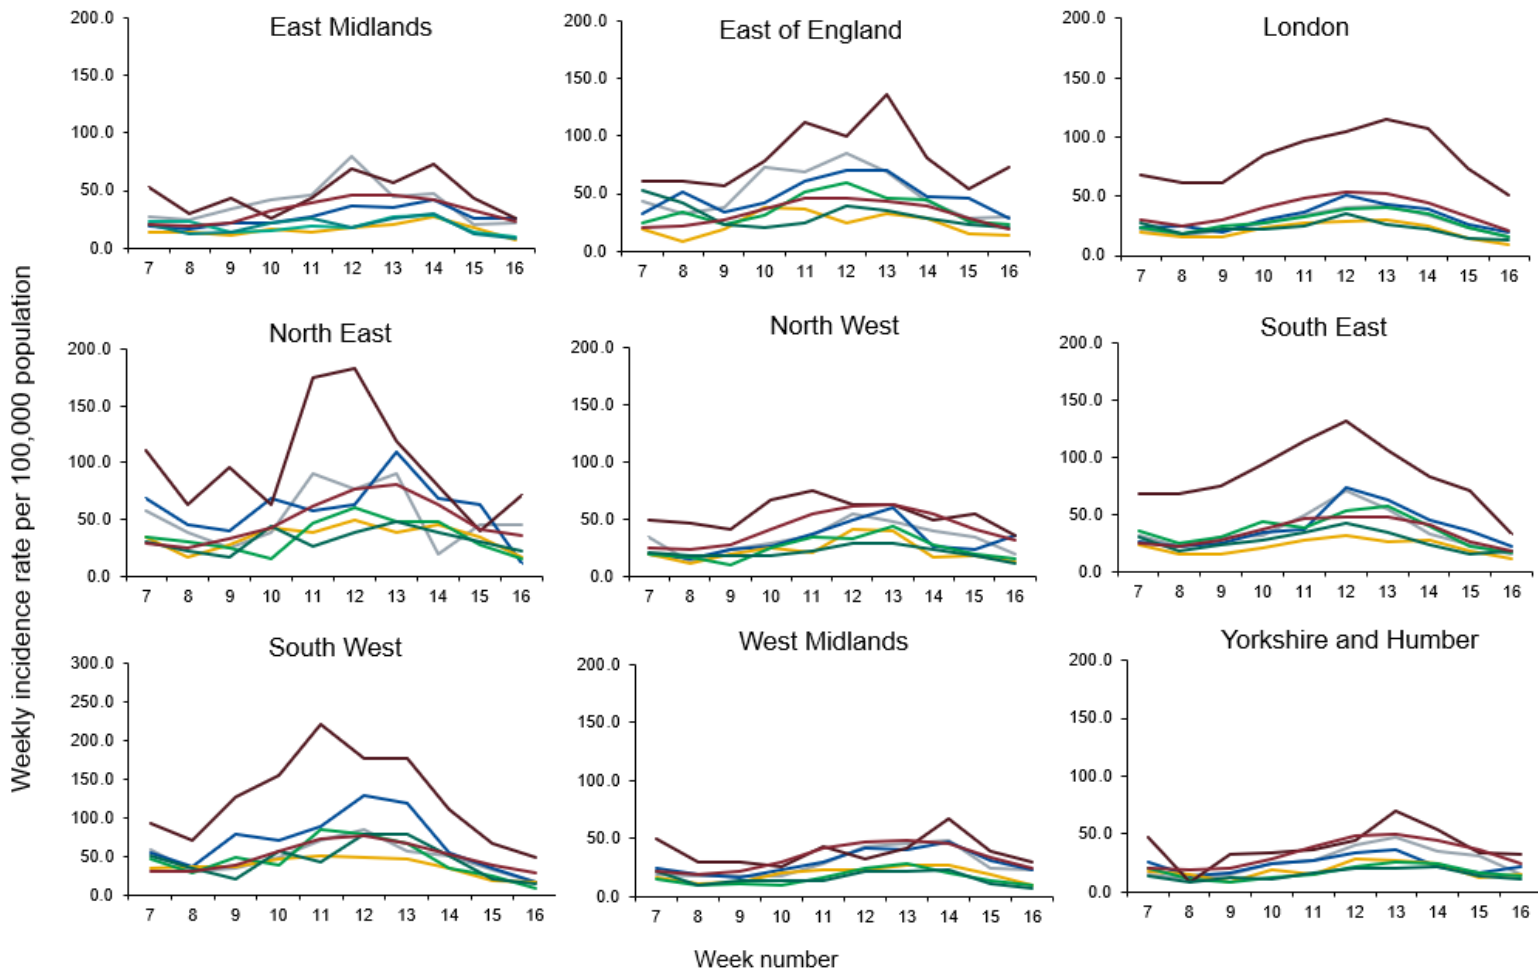 Weekly incidence rate per 100,000 population
East Midlands
200.0
150.0
100.0
50.0
0.0
7 8 9 10 11 12 13 14 15 16
East of England
200.0
150.0
100.0
50.0
0.0
7 8 9 10 11 12 13 14 15 16
London
200.0
150.0
100.0
50.0
0.0
7 8 9 10 11 12 13 14 15 16
North East
200.0
150.0
100.0
50.0
0.0
7 8 9 10 11 12 13 14 15 16
North West
200.0
150.0
100.0
50.0
0.0
7 8 9 10 11 12 13 14 15 16
South East
200.0
150.0
100.0
50.0
0.0
7 8 9 10 11 12 13 14 15 16
South West
300.0
250.0
200.0
150.0
100.0
50.0
0.0
7 8 9 10 11 12 13 14 15 16
West Midlands
200.0
150.0
100.0
50.0
0.0
7 8 9 10 11 12 13 14 15 16
Yorkshire and Humber
200.0
150.0
100.0
50.0
0.0
7 8 9 10 11 12 13 14 15 16
Week number